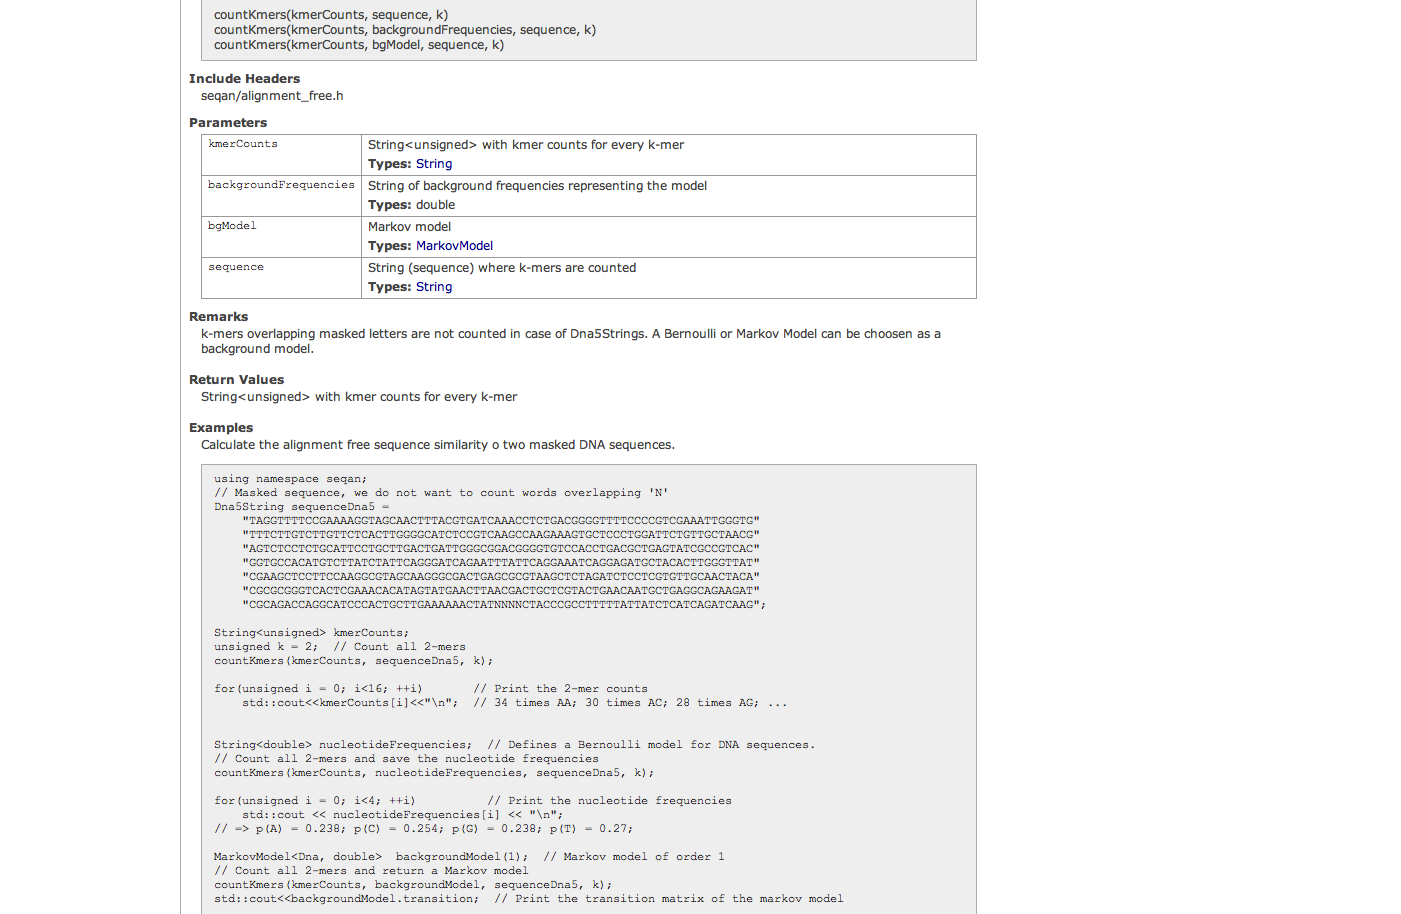 countKmers(kmerCounts, sequence, k)
countKmers(kmerCounts, backgroundFrequencies, sequence, k)
countKmers(kmerCounts, bgModel, sequence, k)
Include Headers
seqan/alignment_free.h
Parameters
kmerCounts String<unsigned> with kmer counts for every k-mer
Types: String
backgroundFrequencies String of background frequencies representing the model
Types: double
bgModel Markov model
Types: MarkovModel
sequence String (sequence) where k-mers are counted
Types: String
Remarks
k-mers overlapping masked letters are not counted in case of Dna5Strings. A Bernoulli or Markov Model can be choosen as a
background model.
Return Values
String<unsigned> with kmer counts for every k-mer
Examples
Calculate the alignment free sequence similarity o two masked DNA sequences.
using namespace seqan;
// Masked sequence, we do not want to count words overlapping 'N'
Dna5String sequenceDna5 =
"TAGGTTTTCCGAAAAGGTAGCAACTTTACGTGATCAAACCTCTGACGGGGTTTTCCCCGTCGAAATTGGGTG"
"TTTCTTGTCTTGTTCTCACTTGGGGCATCTCCGTCAAGCCAAGAAAGTGCTCCCTGGATTCTGTTGCTAACG"
"AGTCTCCTCTGCATTCCTGCTTGACTGATTGGGCGGACGGGGTGTCCACCTGACGCTGAGTATCGCCGTCAC"
"GGTGCCACATGTCTTATCTATTCAGGGATCAGAATTTATTCAGGAAATCAGGAGATGCTACACTTGGGTTAT"
"CGAAGCTCCTTCCAAGGCGTAGCAAGGGCGACTGAGCGCGTAAGCTCTAGATCTCCTCGTGTTGCAACTACA"
"CGCGCGGGTCACTCGAAACACATAGTATGAACTTAACGACTGCTCGTACTGAACAATGCTGAGGCAGAAGAT"
"CGCAGACCAGGCATCCCACTGCTTGAAAAAACTATNNNNCTACCCGCCTTTTTATTATCTCATCAGATCAAG";
String<unsigned> kmerCounts;
unsigned k = 2;  // Count all 2-mers
countKmers(kmerCounts, sequenceDna5, k);
for(unsigned i = 0; i<16; ++i)       // Print the 2-mer counts
std::cout<<kmerCounts[i]<<"\n";  // 34 times AA; 30 times AC; 28 times AG; ...
String<double> nucleotideFrequencies;  // Defines a Bernoulli model for DNA sequences.
// Count all 2-mers and save the nucleotide frequencies
countKmers(kmerCounts, nucleotideFrequencies, sequenceDna5, k);
for(unsigned i = 0; i<4; ++i)          // Print the nucleotide frequencies
std::cout << nucleotideFrequencies[i] << "\n";
// => p(A) = 0.238; p(C) = 0.254; p(G) = 0.238; p(T) = 0.27;
MarkovModel<Dna, double>  backgroundModel(1);  // Markov model of order 1
// Count all 2-mers and return a Markov model
countKmers(kmerCounts, backgroundModel, sequenceDna5, k);
std::cout<<backgroundModel.transition;  // Print the transition matrix of the markov model